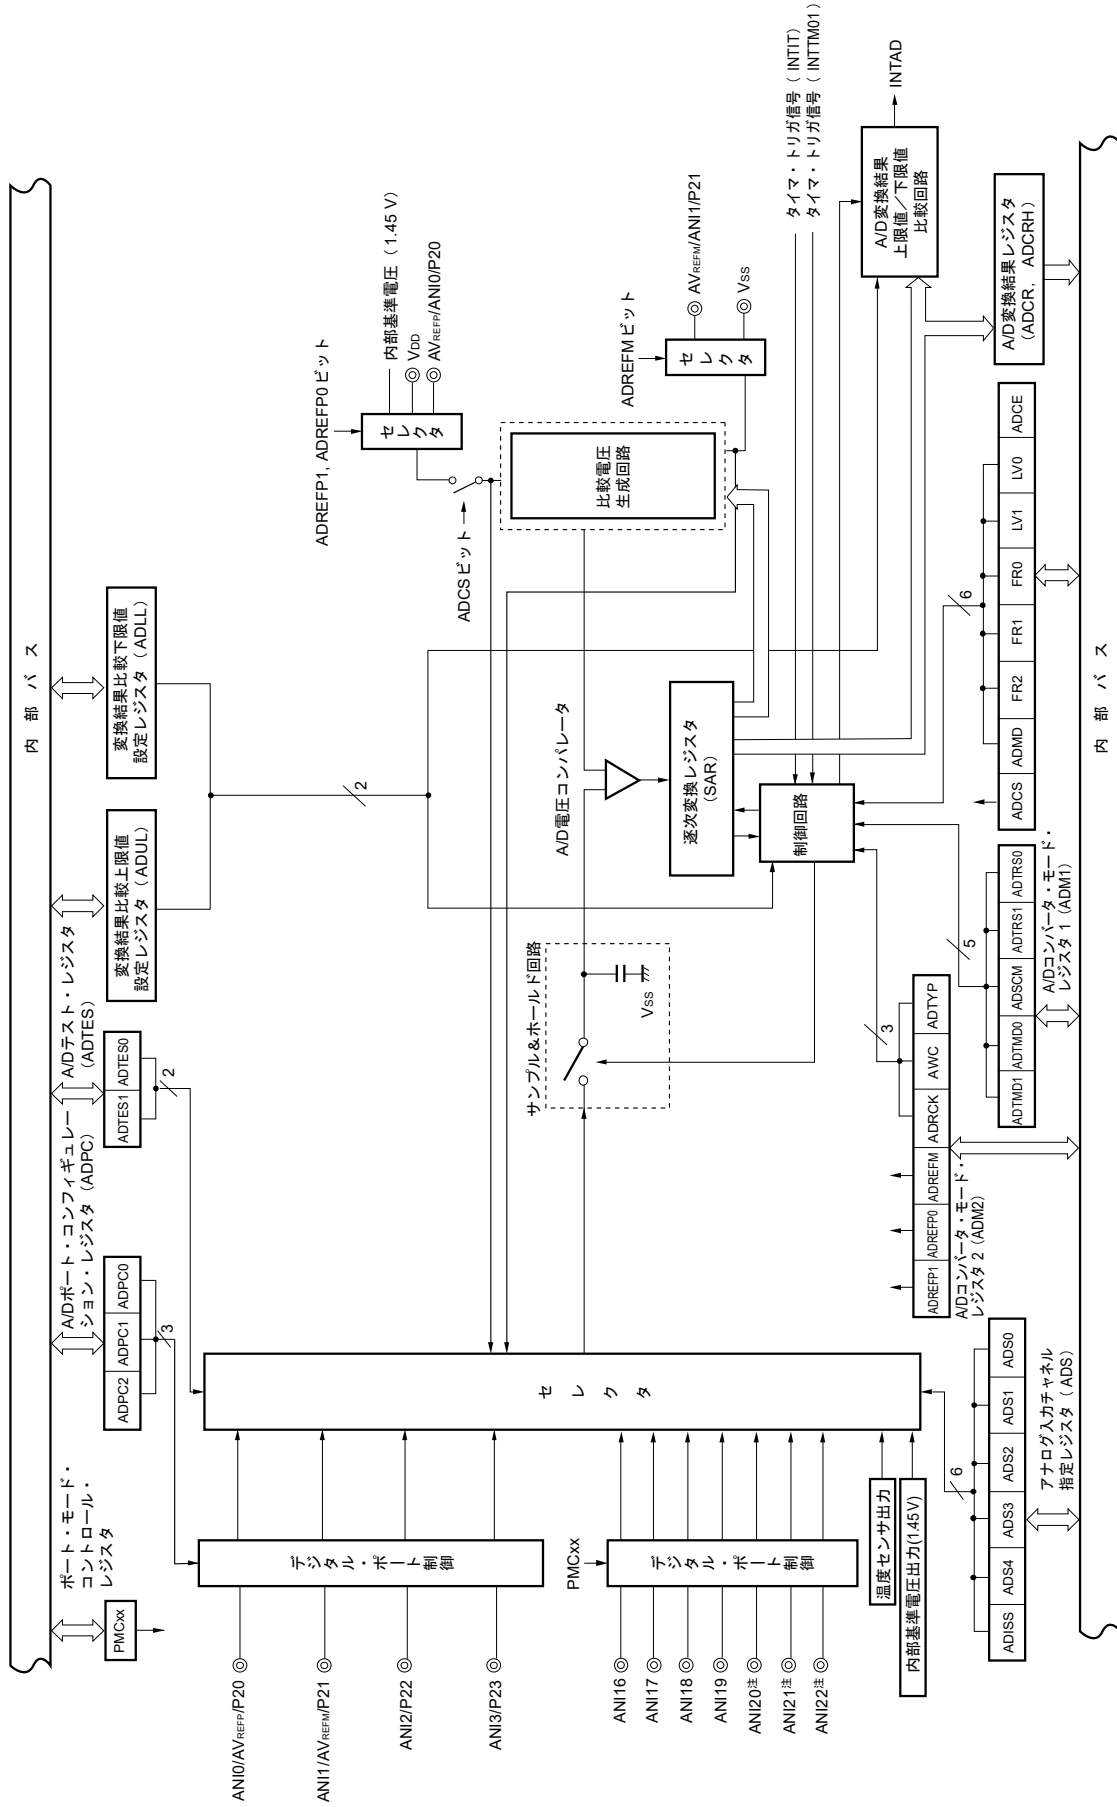 内 部 バ ス
ポート・モード・
コントロール・
レジスタ
PMCxx
A/Dポート・コンフィギュレー
ション・レジスタ（ADPC）
ADPC2
ADPC1
ADPC0
3
A/Dテスト・レジスタ
（ADTES）
ADTES1
ADTES0
2
変換結果比較上限値
設定レジスタ（ADUL）
変換結果比較下限値
設定レジスタ（ADLL）
2
ADREFP1, ADREFP0 ビット
セレクタ
内部基準電圧（1.45 V）
VDD
AVREFP/ANI0/P20
ADCSビット
ANI0/AVREFP/P20
ANI1/AVREFM/P21
ANI2/P22
ANI3/P23
デジタル・ポート制御
ANI16
ANI17
ANI18
ANI19
ANI20注
ANI21注
ANI22注
PMCxx
デジタル・ポート制御
温度センサ出力
内部基準電圧出力(1.45V)
セレクタ
サンプル&ホールド回路
Vss
A/D電圧コンパレータ
比較電圧
生成回路
ADREFMビット
セレクタ
AVREFM/ANI1/P21
Vss
逐次変換レジスタ
（SAR）
制御回路
タイマ・トリガ信号（INTIT）
タイマ・トリガ信号（INTTM01）
A/D変換結果
上限値／下限値
比較回路
INTAD
A/D変換結果レジスタ
（ADCR, ADCRH）
6
ADISS
ADS4
ADS3
ADS2
ADS1
ADS0
アナログ入力チャネル
指定レジスタ（ADS）
3
ADREFP1
ADREFP0
ADREFM
ADRCK
AWC
ADTYP
A/Dコンバータ・モード・
レジスタ 2（ADM2）
5
ADTMD1
ADTMD0
ADSCM
ADTRS1
ADTRS0
A/Dコンバータ・モード・
レジスタ 1（ADM1）
6
ADCS
ADMD
FR2
FR1
FR0
LV1
LV0
ADCE
内 部 バ ス